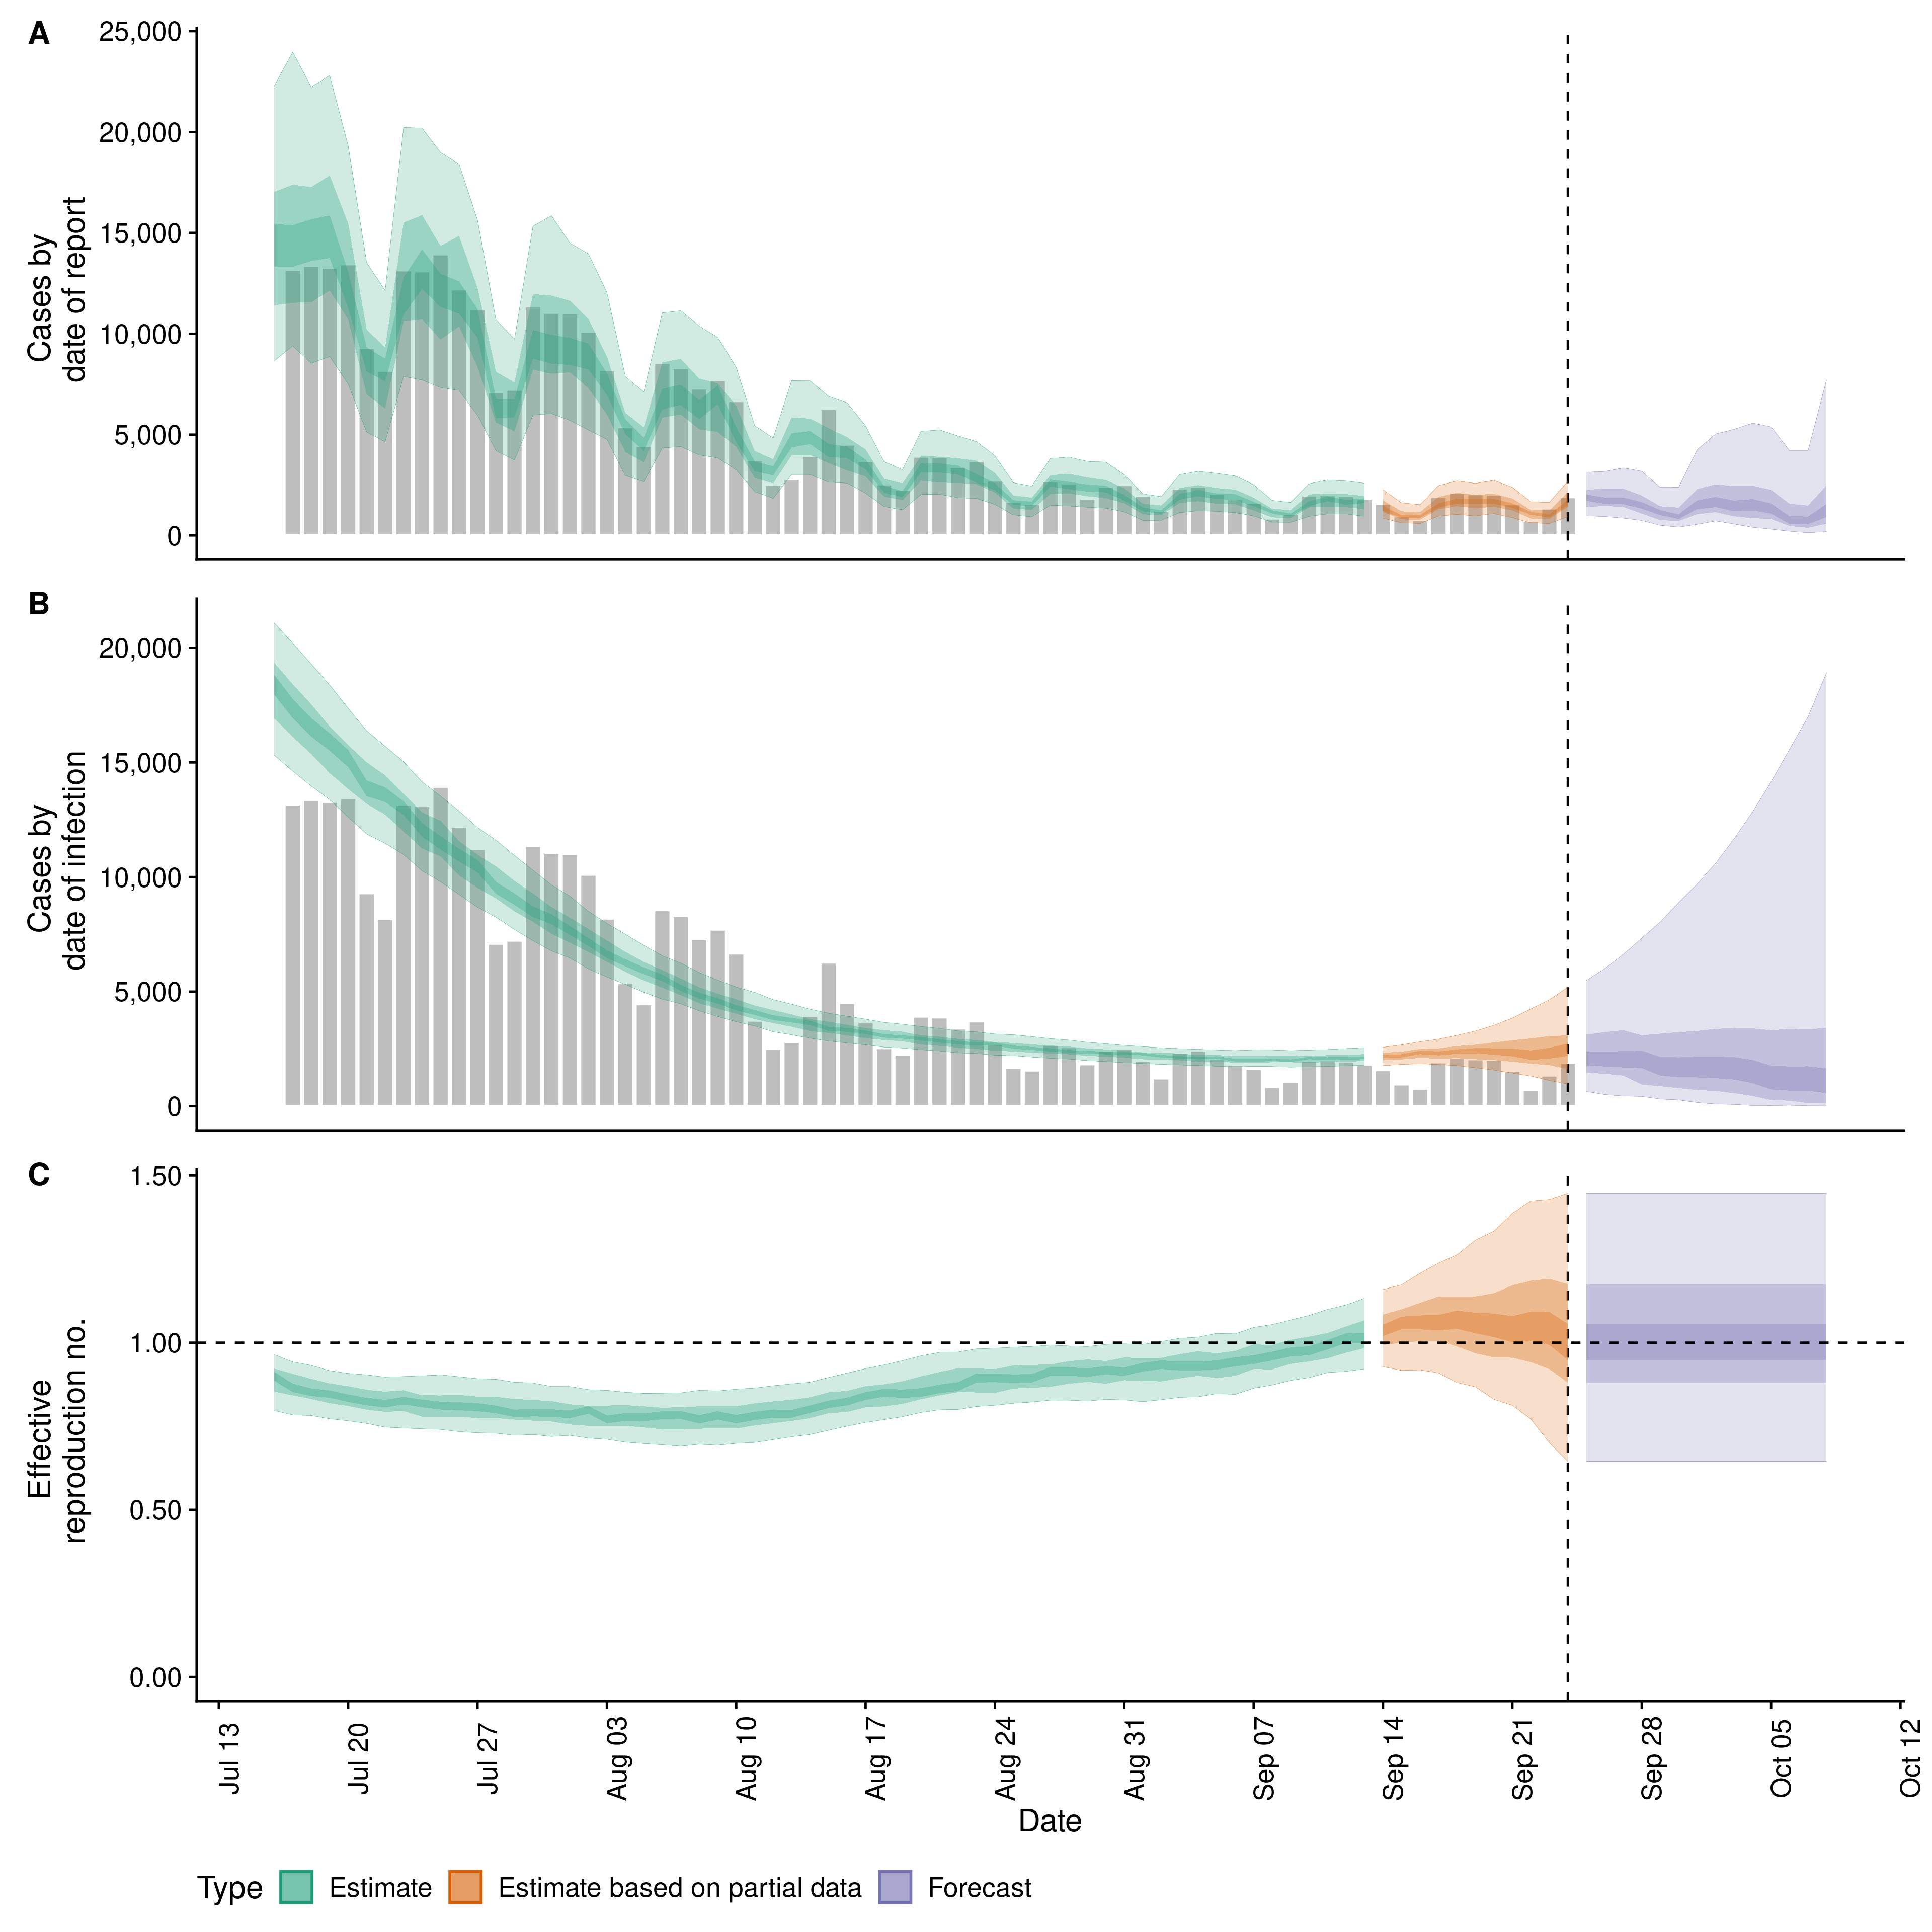 A
25,000
20,000
15,000
10,000
5,000
0
Cases by
date of report
B
20,000
15,000
10,000
5,000
0
Cases by
date of infection
C
1.50
1.00
0.50
0.00
Effective
reproduction no.
Jul 13
Jul 20
Jul 27
Aug 03
Aug 10
Aug 17
Aug 24
Aug 31
Sep 07
Sep 14
Sep 21
Sep 28
Oct 05
Oct 12
Date
Type Estimate Estimate based on partial data Forecast